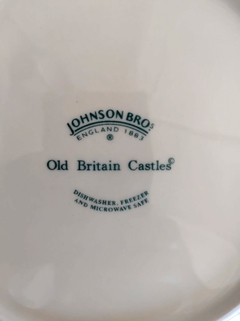 JOHNSON BROS
ENGLAND 1883
®
Old Britain Castles©
DISHWASHER, FREEZER
AND MICROWAVE SAFE